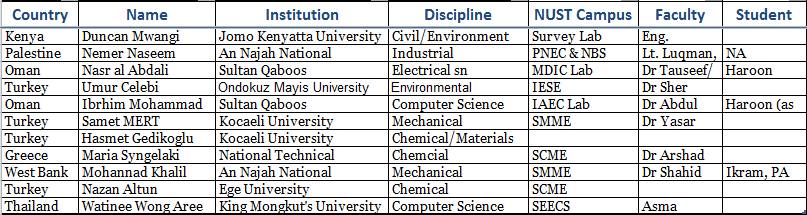 Country Name Institution Discipline NUST Campus Faculty Student
Kenya Duncan Mwangi Jomo Kenyatta University Civil/Environment Survey Lab Eng.
Palestine Nemer Naseem An Najah National Industrial PNEC & NBS Lt. Luqman, NA
Oman Nasr al Abdali Sultan Qaboos Electrical sn MDIC Lab Dr Tauseef/ Haroon
Turkey Umur Celebi Ondokuz Mayis University Environmental IESE Dr Sher
Oman Ibrhim Mohammad Sultan Qaboos Computer Science IAEC Lab Dr Abdul Haroon (as
Turkey Samet MERT Kocaeli University Mechanical SMME Dr Yasar
Turkey Hasmet Gedikoglu Kocaeli University Chemical/Materials
Greece Maria Syngelaki National Technical Chemcial SCME Dr Arshad
West Bank Mohannad Khalil An Najah National Mechanical SMME Dr Shahid Ikram, PA
Turkey Nazan Altun Ege University Chemical SCME
Thailand Watinee Wong Aree King Mongkut's University Computer Science SEECS Asma